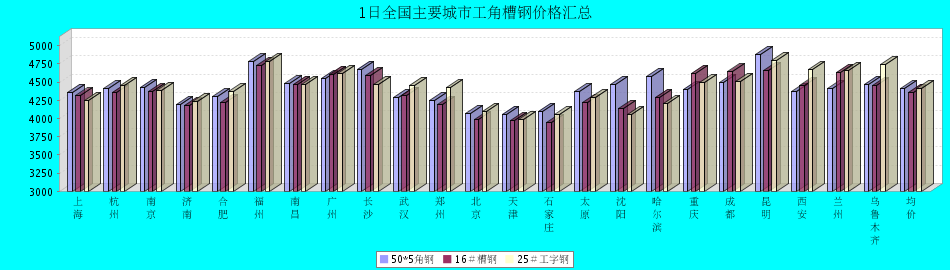 1日全国主要城市工角槽钢价格汇总
5000
4750
4500
4250
4000
3750
3500
3250
3000
上海
杭州
南京
济南
合肥
福州
南昌
广州
长沙
武汉
郑州
北京
天津
石家庄
太原
沈阳
哈尔滨
重庆
成都
昆明
西安
兰州
乌鲁木齐
均价
50*5角钢
16#槽钢
25#工字钢